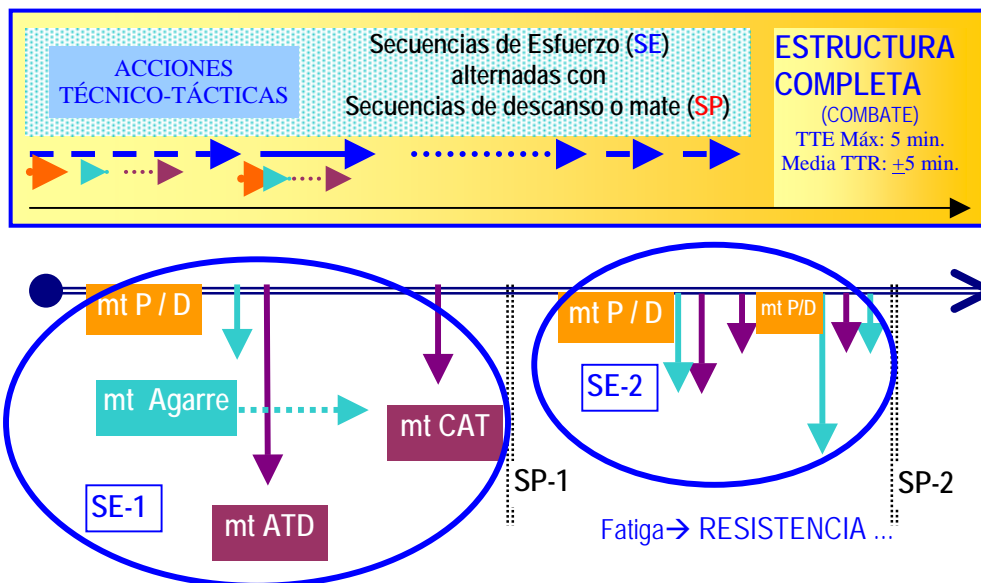 ACCIONES
TÉCNICO-TÁCTICAS
Secuencias de Esfuerzo (SE)
alternadas con
Secuencias de descanso o mate (SP)
ESTRUCTURA
COMPLETA
(COMBATE)
TTE Máx: 5 min.
Media TTR: +5 min.
mt P / D
mt Agarre
mt CAT
SE-1
mt ATD
SP-1
mt P / D
mt P/D
SE-2
SP-2
Fatiga→ RESISTENCIA ...